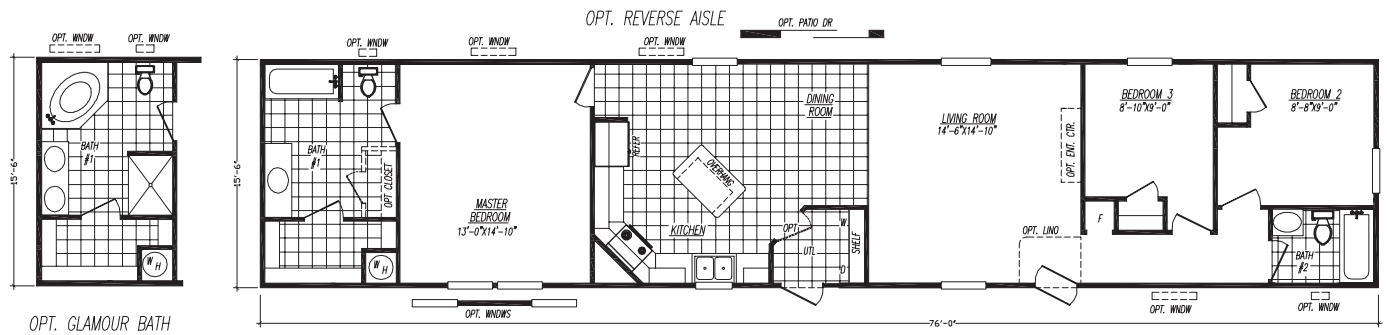 OPT. REVERSE AISLE
OPT. PATIO DR
OPT. WNDW
OPT. WNDW
OPT. WNDW
OPT. WNDW
OPT. WNDW
15'-6"
BATH
#1
W
H
OPT. GLAMOUR BATH
15'-6"
BATH
#1
OPT CLOSET
W
H
MASTER
BEDROOM
13'-0"X14'-10"
OPT. WNDWS
REFER
OVERHANG
KITCHEN
DINING
ROOM
OPT
UTL
W
D
SHELF
LIVING ROOM
14'-6"X14'-10"
OPT. ENT. CTR.
OPT. LINO
F
BEDROOM 3
8'-10"X9'-0"
BEDROOM 2
8'-8"X9'-0"
BATH
#2
OPT. WNDW
OPT. WNDW
76'-0"